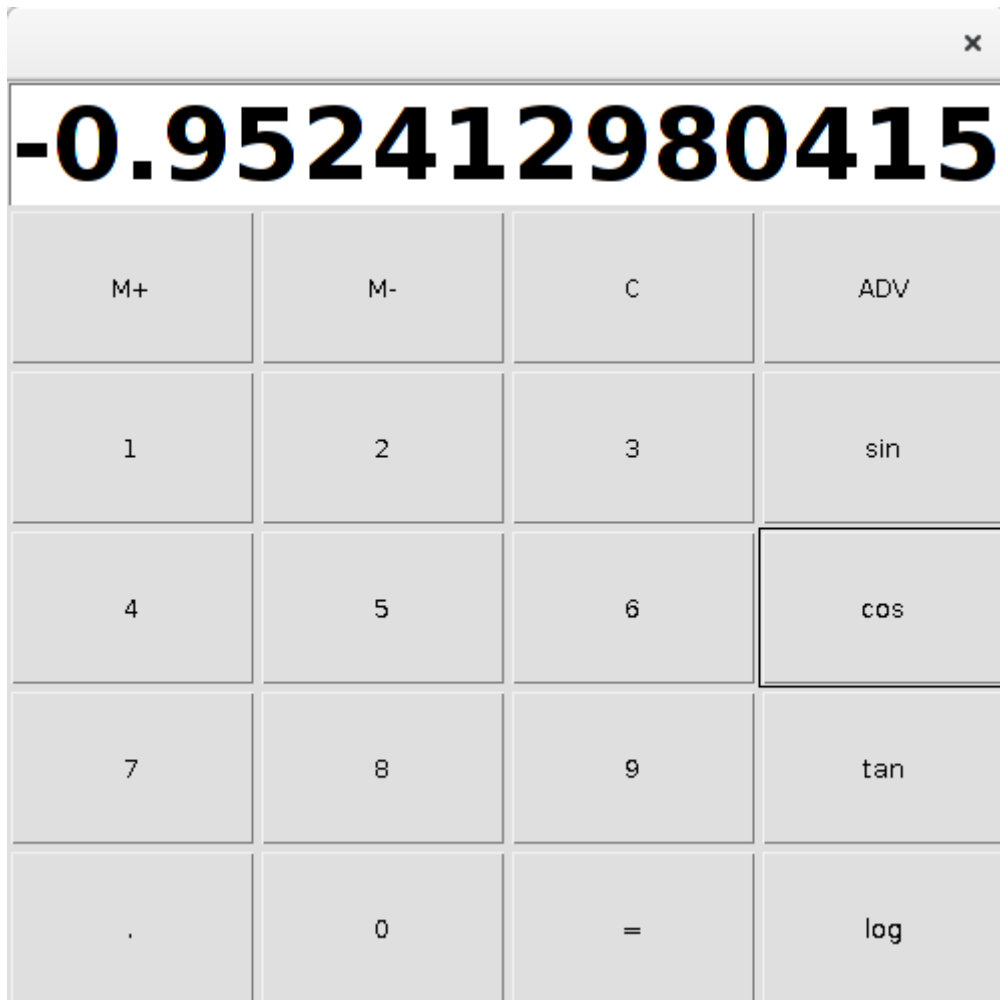 ×
-0.952412980415
M+ M- C ADV
1 2 3 sin
4 5 6 cos
7 8 9 tan
. 0 = log